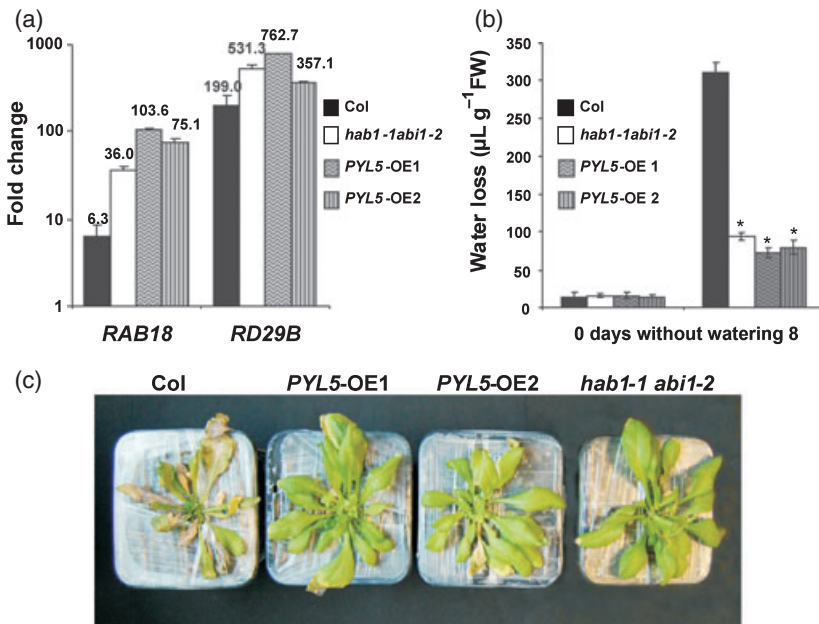 (a)
Fold change
1000
100
10
1
6.3
36.0
103.6
75.1
199.0
531.3
762.7
357.1
RAB18 RD29B
Col
hab1-1abi1-2
PYL5-OE1
PYL5-OE2
(b)
Water loss (µL g⁻¹FW)
350
300
250
200
150
100
50
0
* * *
Col
hab1-1abi1-2
PYL5-OE 1
PYL5-OE 2
0 days without watering 8
(c)
Col PYL5-OE1 PYL5-OE2 hab1-1 abi1-2